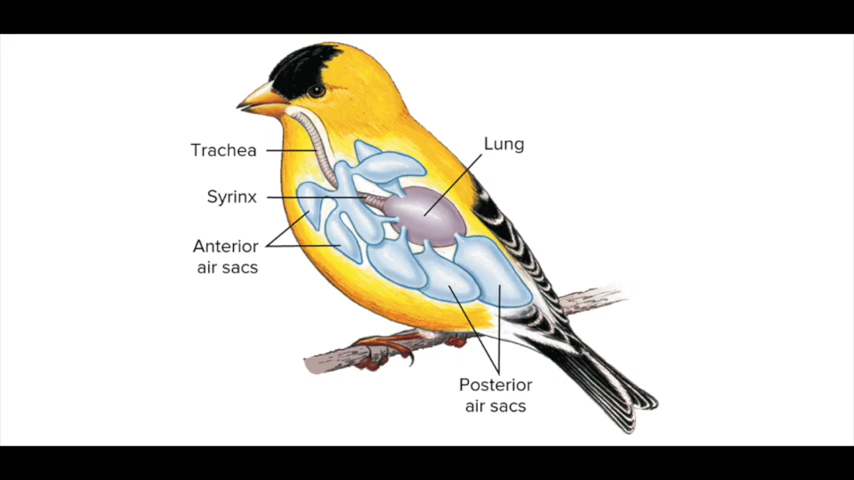 Trachea
Lung
Syrinx
Anterior
air sacs
Posterior
air sacs